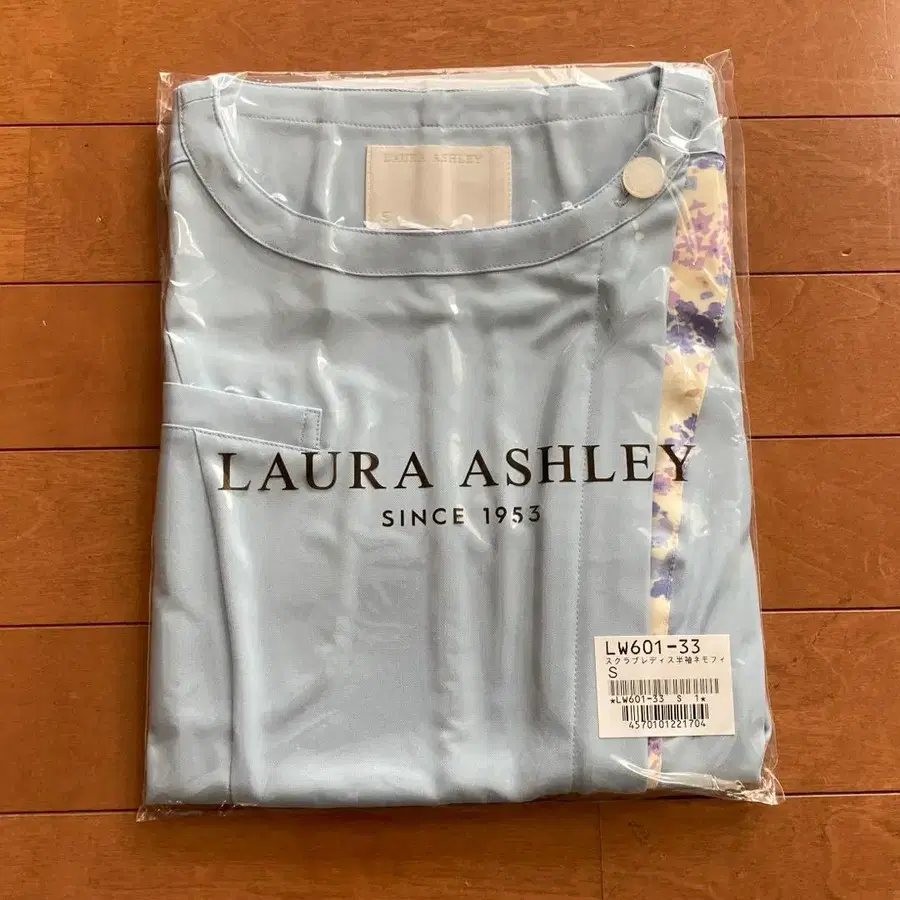 LAURA ASHLEY
S
LAURA ASHLEY
SINCE 1953
LW601-33
スクラブレディス半袖ネモフィ
S
*LW601-33 S 1*
4570101221704